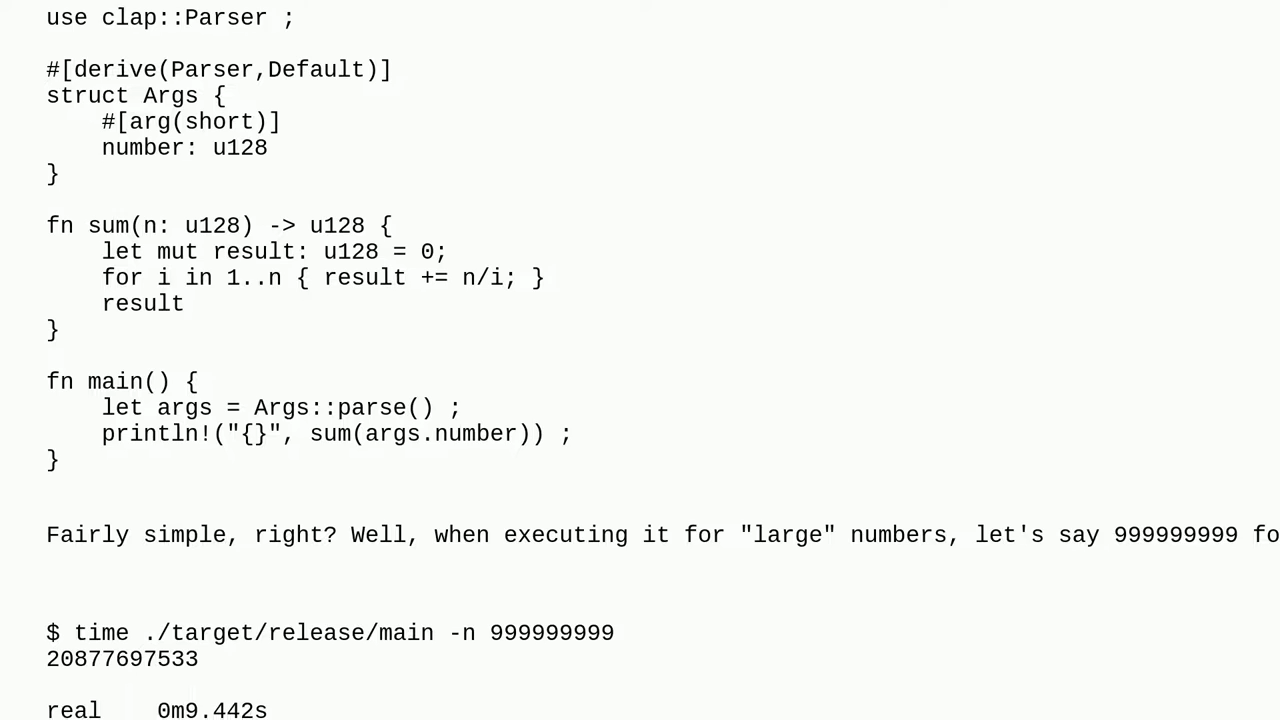 use clap::Parser ;
#[derive(Parser,Default)]
struct Args {
    #[arg(short)]
    number: u128
}
fn sum(n: u128) -> u128 {
    let mut result: u128 = 0;
    for i in 1..n { result += n/i; }
    result
}
fn main() {
    let args = Args::parse() ;
    println!("{}", sum(args.number)) ;
}
Fairly simple, right? Well, when executing it for "large" numbers, let's say 999999999 fo
$ time ./target/release/main -n 999999999
20877697533
real    0m9.442s